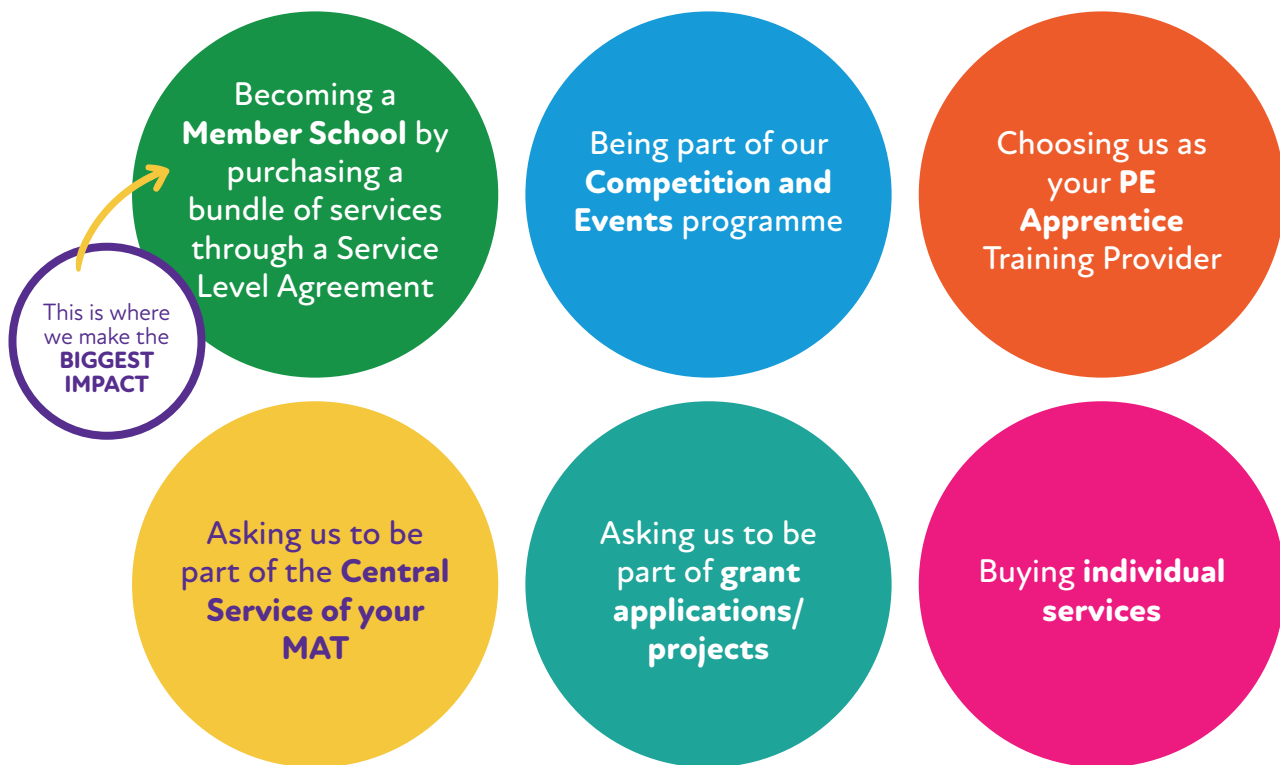 Becoming a
Member School by
purchasing a
bundle of services
through a Service
Level Agreement
This is where
we make the
BIGGEST
IMPACT
Being part of our
Competition and
Events programme
Choosing us as
your PE
Apprentice
Training Provider
Asking us to be
part of the Central
Service of your
MAT
Asking us to be
part of grant
applications/
projects
Buying individual
services